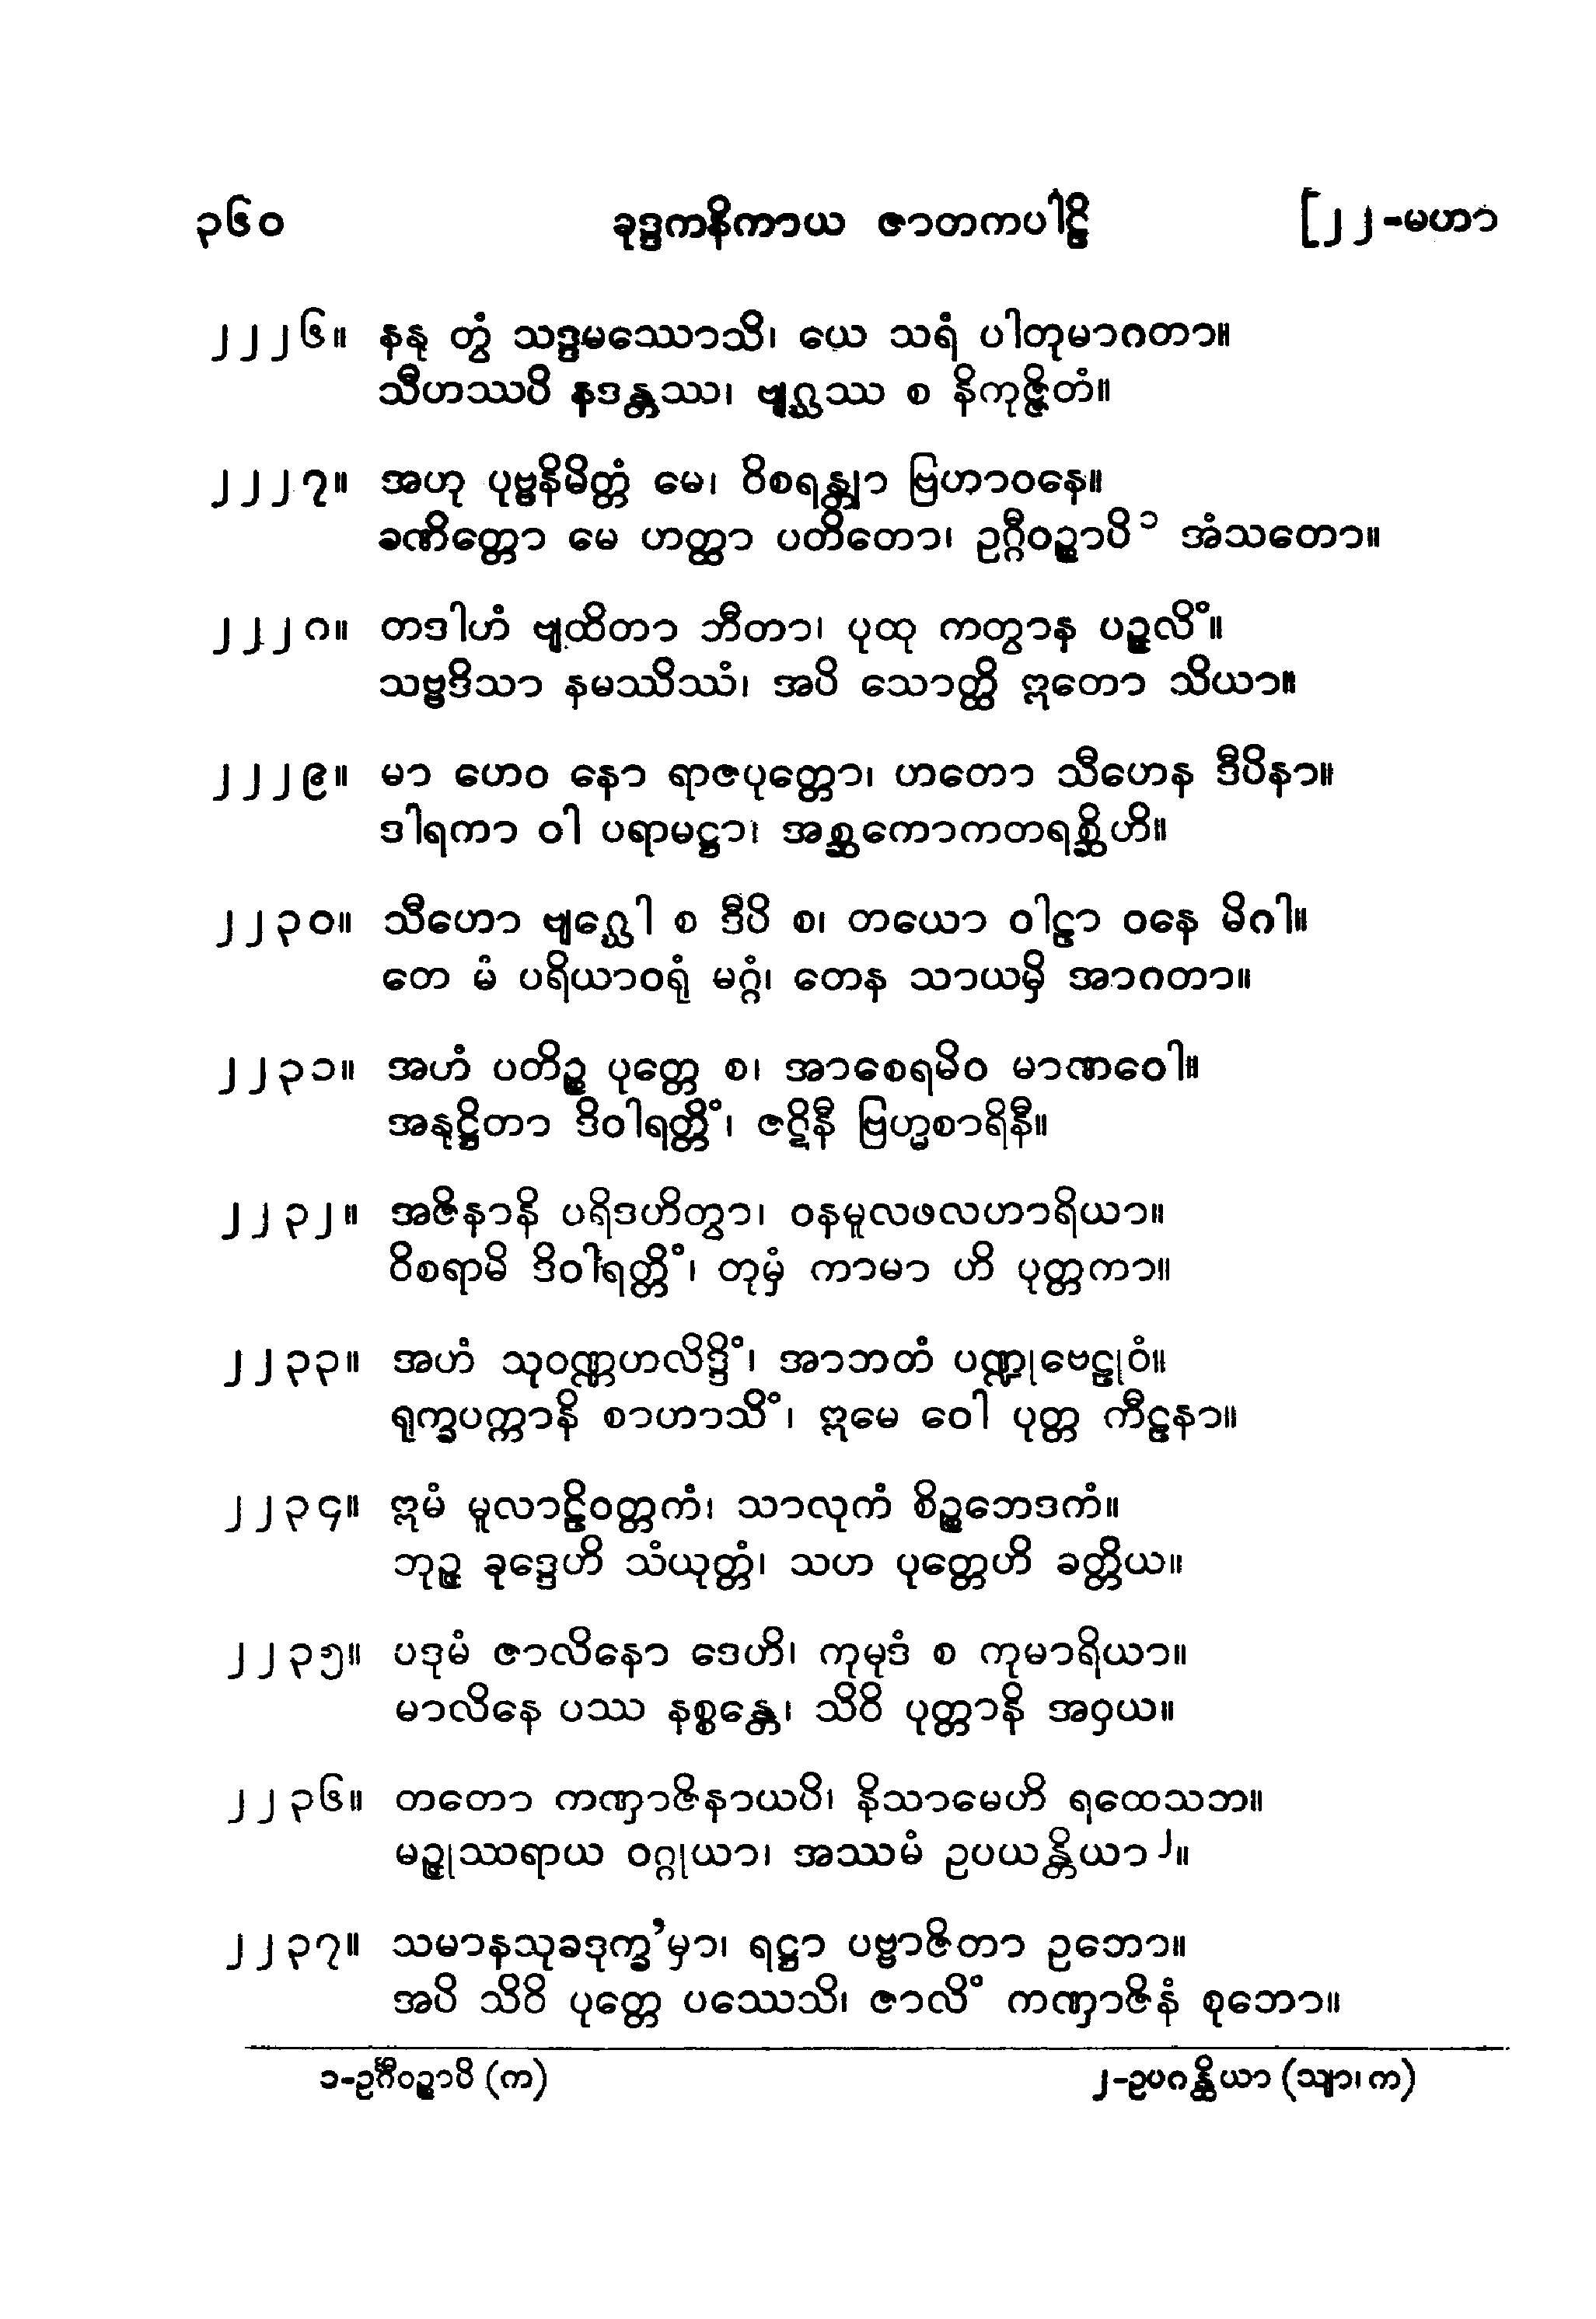 ၃၆၀ ခုဒ္ဒကနိကာယ ဇာတကပါဠိ [၂၂-မဟာ
၂၂၂၆။ နနု တွံ သဒ္ဒမဿောသိ၊ ယေ သရံ ပါတုမာဂတာ။
သီဟဿပိ နဒန္တဿ၊ ဗျဂ္ဃဿ စ နိကုဇ္ဇိတံ။
၂၂၂၇။ အဟု ပုဗ္ဗနိမိတ္တံ မေ၊ ဝိစရန္တျာ ဗြဟာဝနေ။
ခဏိတ္တော မေ ဟတ္ထာ ပတိတော၊ ဥဂ္ဂီဝဉ္စာပိ ၁ အံသတော။
၂၂၂၈။ တဒါဟံ ဗျထိတာ ဘီတာ၊ ပုထု ကတွာန ပဉ္ဇလိံ။
သဗ္ဗဒိသာ နမဿိဿံ၊ အပိ သောတ္ထိ ဣတော သိယာ။
၂၂၂၉။ မာ ဟေဝ နော ရာဇပုတ္တော၊ ဟတော သီဟေန ဒီပိနာ။
ဒါရကာ ဝါ ပရာမဋ္ဌာ၊ အစ္ဆကောကတရစ္ဆိဟိ။
၂၂၃၀။ သီဟော ဗျဂ္ဃေါ စ ဒီပိ စ၊ တယော ဝါဠာ ဝနေ မိဂါ။
တေ မံ ပရိယာဝရုံ မဂ္ဂံ၊ တေန သာယမှိ အာဂတာ။
၂၂၃၁။ အဟံ ပတိဉ္စ ပုတ္တေ စ၊ အာစေရမိဝ မာဏဝေါ။
အနုဋ္ဌိတာ ဒိဝါရတ္တိံ၊ ဇဋိနီ ဗြဟ္မစာရိနီ။
၂၂၃၂။ အဇိနာနိ ပရိဒဟိတွာ၊ ဝနမူလဖလဟာရိယာ။
ဝိစရာမိ ဒိဝါရတ္တိံ၊ တုမှံ ကာမာ ဟိ ပုတ္တကာ။
၂၂၃၃။ အဟံ သုဝဏ္ဏဟလိဒ္ဒိံ၊ အာဘတံ ပဏ္ဍုဗေဠုဝံ။
ရုက္ခပက္ကာနိ စာဟာသိံ၊ ဣမေ ဝေါ ပုတ္တ ကီဠနာ။
၂၂၃၄။ ဣမံ မူလာဠိဝတ္တကံ၊ သာလုကံ စိဉ္စဘေဒကံ။
ဘုဉ္ဇ ခုဒ္ဒေဟိ သံယုတ္တံ၊ သဟ ပုတ္တေဟိ ခတ္တိယ။
၂၂၃၅။ ပဒုမံ ဇာလိနော ဒေဟိ၊ ကုမုဒံ စ ကုမာရိယာ။
မာလိနေ ပဿ နစ္စန္တေ၊ သိဝိ ပုတ္တာနိ အဝှယ။
၂၂၃၆။ တတော ကဏှာဇိနာယပိ၊ နိသာမေဟိ ရထေသဘ။
မဉ္ဇုဿရာယ ဝဂ္ဂုယာ၊ အဿမံ ဥပယန္တိယာ ၂။
၂၂၃၇။ သမာနသုခဒုက္ခ’မှာ၊ ရဋ္ဌာ ပဗ္ဗာဇိတာ ဥဘော။
အပိ သိဝိ ပုတ္တေ ပဿေသိ၊ ဇာလိံ ကဏှာဇိနံ စုဘော။
၁-ဥင်္ဂီဝဉ္စာပိ (က) ၂-ဥပဂန္ထိယာ (သျာ၊ က)